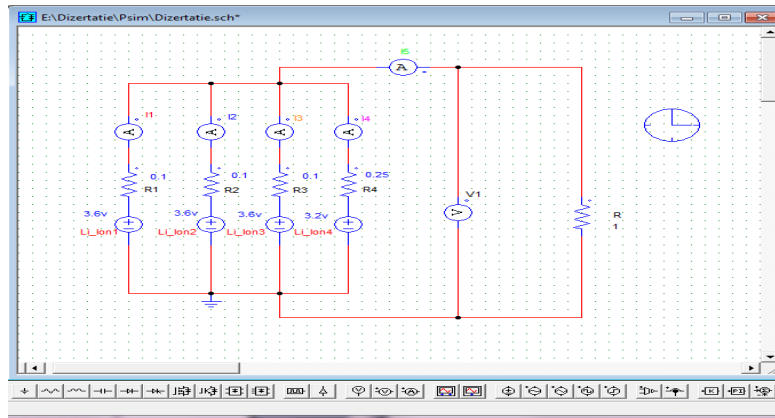 E:\Dizertatie\Psim\Dizertatie.sch*
I5
A
I1 I2 I3 I4
A A A A
0.1 0.1 0.1 0.25
R1 R2 R3 R4
V1
V
R
1
3.6v 3.6v 3.6v 3.2v
Li_Ion1 Li_Ion2 Li_Ion3 Li_Ion4
K PI